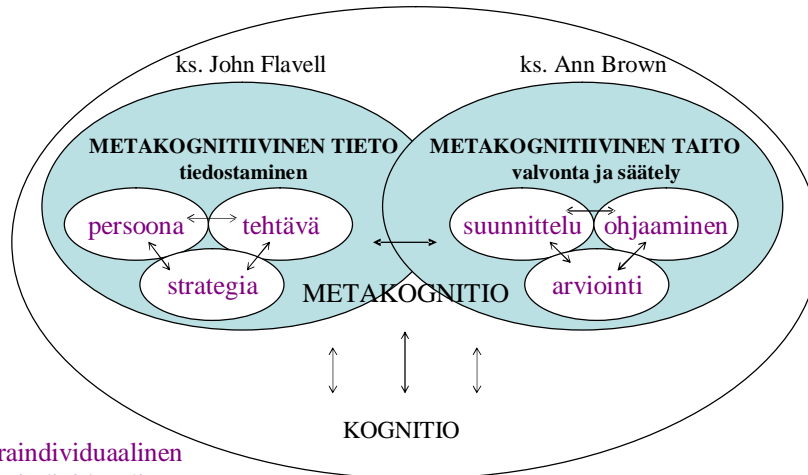 ks. John Flavell
ks. Ann Brown
METAKOGNITIIVINEN TIETO
tiedostaminen
METAKOGNITIIVINEN TAITO
valvonta ja säätely
persoona
tehtävä
strategia
suunnittelu
ohjaaminen
arviointi
METAKOGNITIO
KOGNITIO
raindividuaalinen